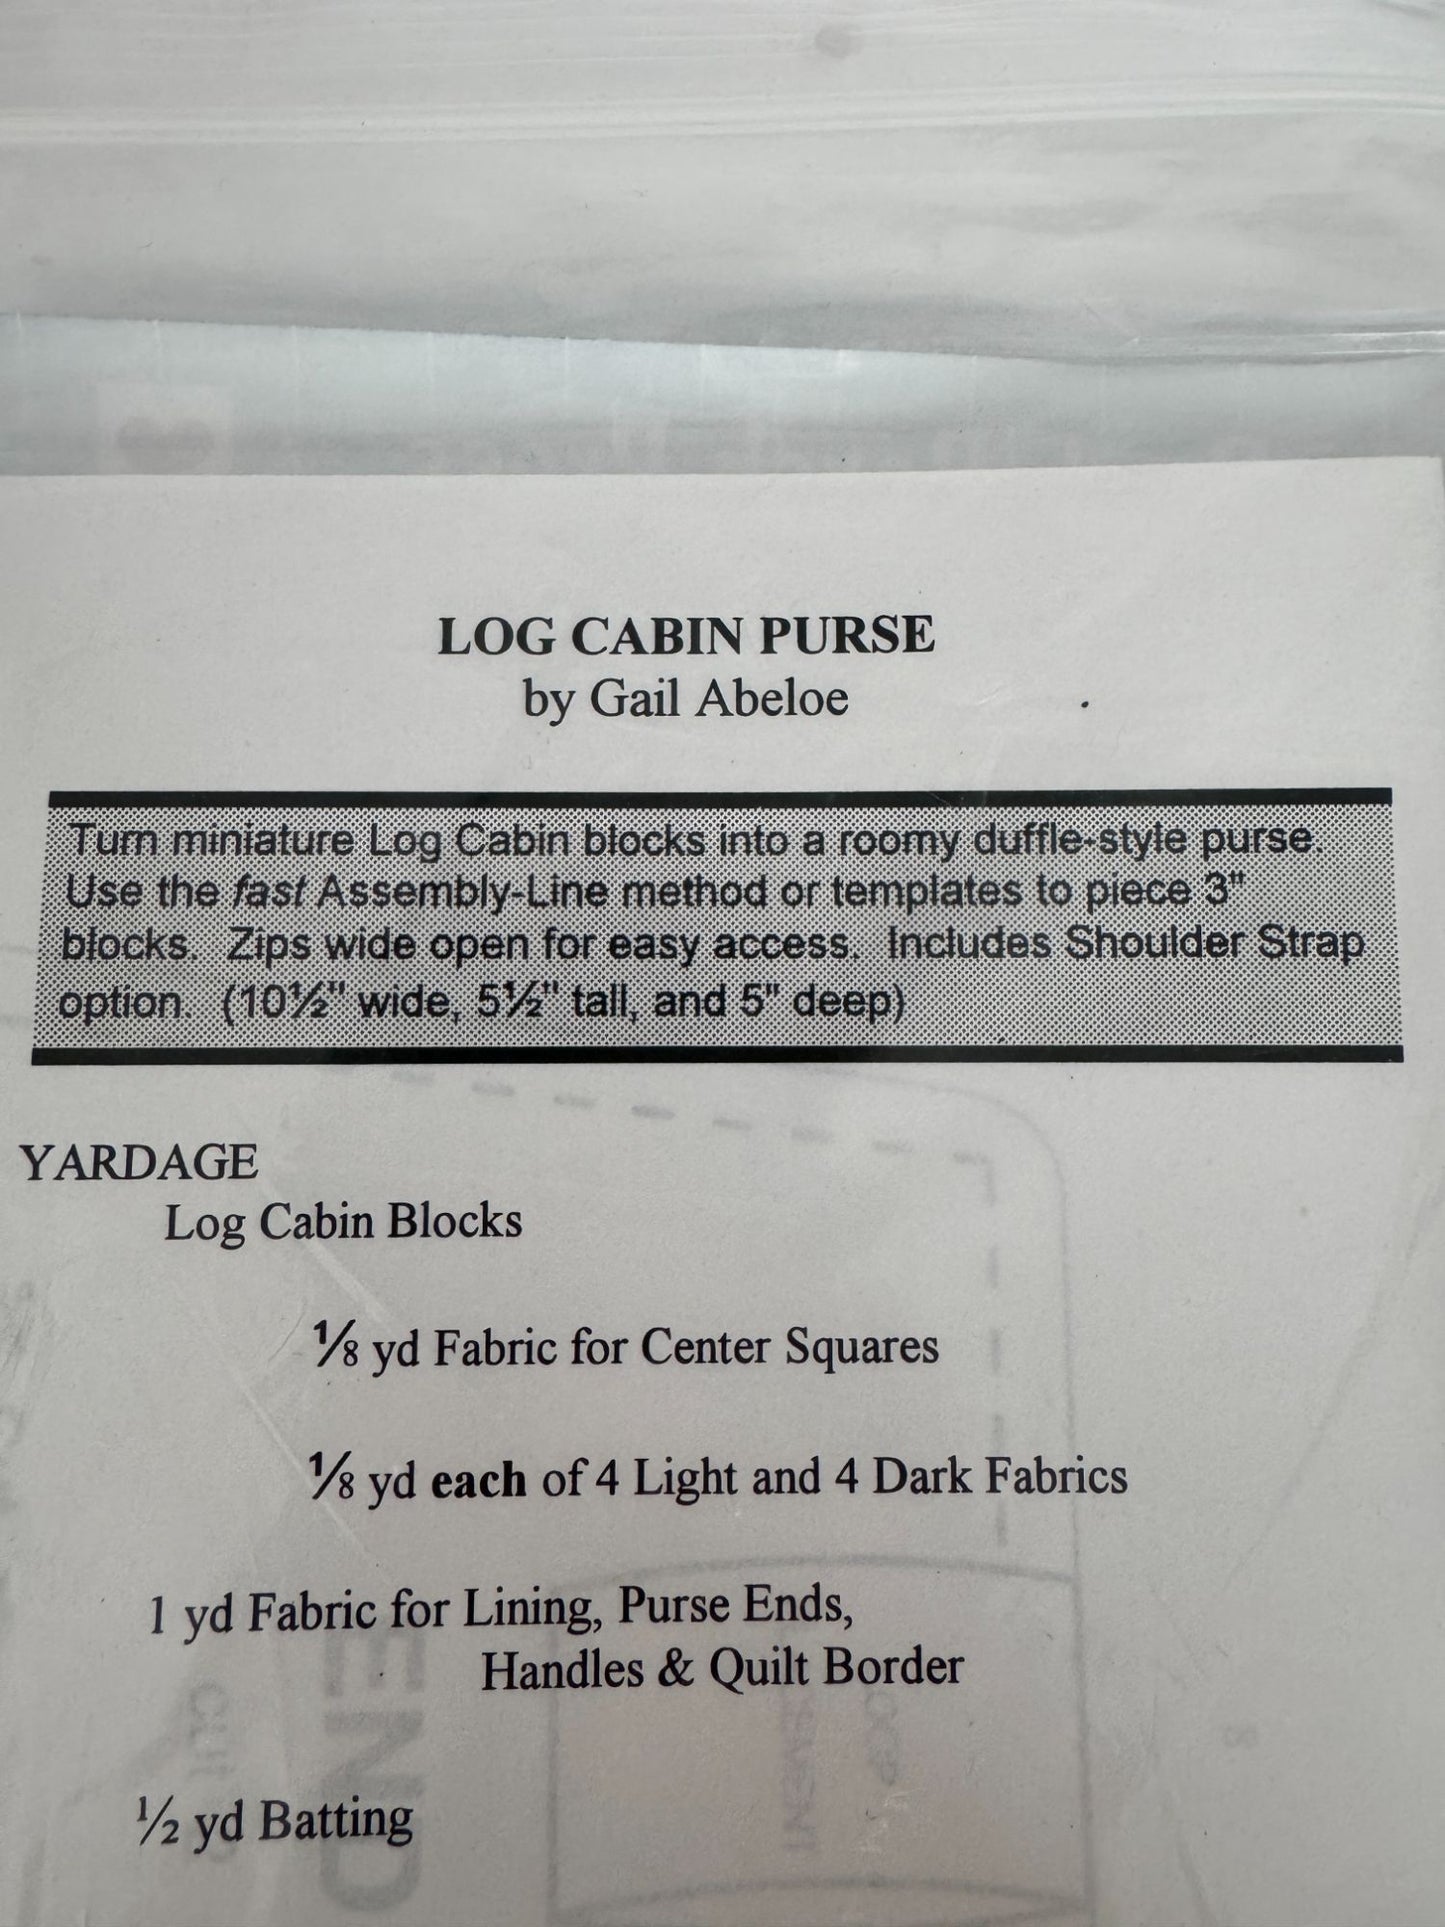 LOG CABIN PURSE
by Gail Abeloe
Turn miniature Log Cabin blocks into a roomy duffle-style purse.
Use the fast Assembly-Line method or templates to piece 3"
blocks. Zips wide open for easy access. Includes Shoulder Strap
option. (10½" wide, 5½" tall, and 5" deep)
YARDAGE
Log Cabin Blocks
⅛ yd Fabric for Center Squares
⅛ yd each of 4 Light and 4 Dark Fabrics
1 yd Fabric for Lining, Purse Ends,
Handles & Quilt Border
½ yd Batting
END